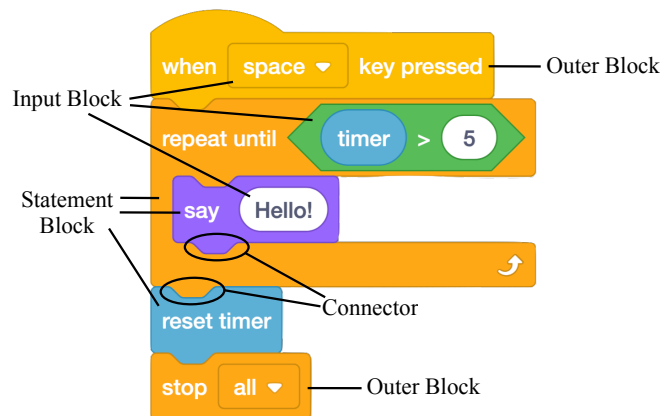 when space key pressed Outer Block
Input Block
repeat until timer > 5
Statement
Block
say Hello!
Connector
reset timer
stop all Outer Block